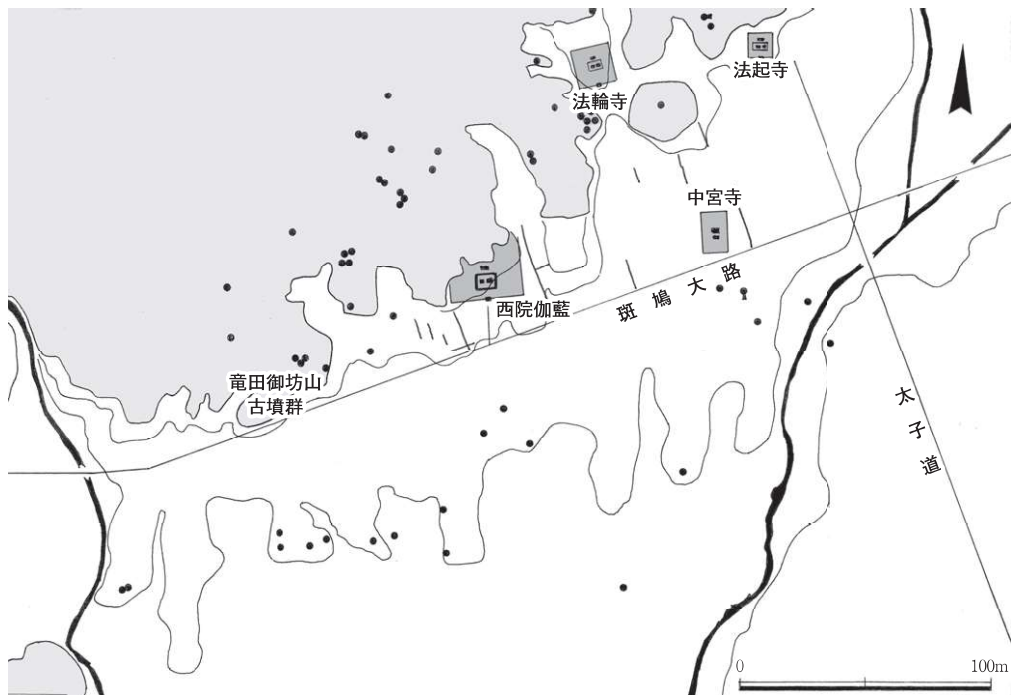 法起寺
法輪寺
中宮寺
斑鳩大路
西院伽藍
竜田御坊山
古墳群
太子道
0 100m